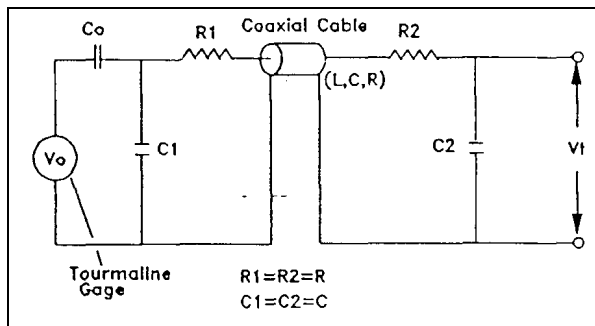 Coaxial Cable
Co
R1
R2
(L,C,R)
C1
C2
Vo
Vt
Tourmaline
Gage
R1=R2=R
C1=C2=C